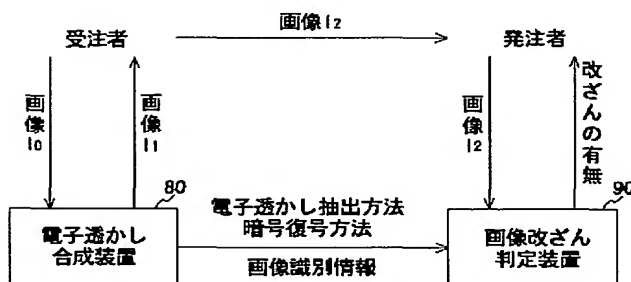 受注者
画像I2
発注者
画像I0
画像I1
画像I2
改ざんの有無
80
90
電子透かし
合成装置
電子透かし抽出方法
暗号復号方法
画像識別情報
画像改ざん
判定装置